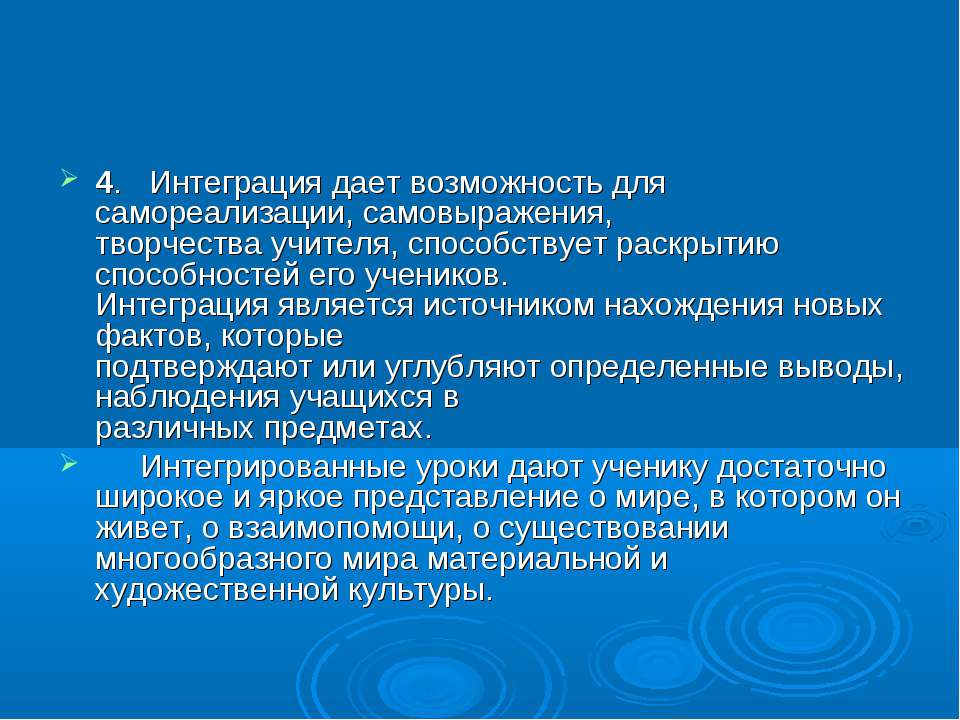 4.   Интеграция дает возможность для
самореализации, самовыражения,
творчества учителя, способствует раскрытию
способностей его учеников.
Интеграция является источником нахождения новых
фактов, которые
подтверждают или углубляют определенные выводы,
наблюдения учащихся в
различных предметах.
Интегрированные уроки дают ученику достаточно
широкое и яркое представление о мире, в котором он
живет, о взаимопомощи, о существовании
многообразного мира материальной и
художественной культуры.